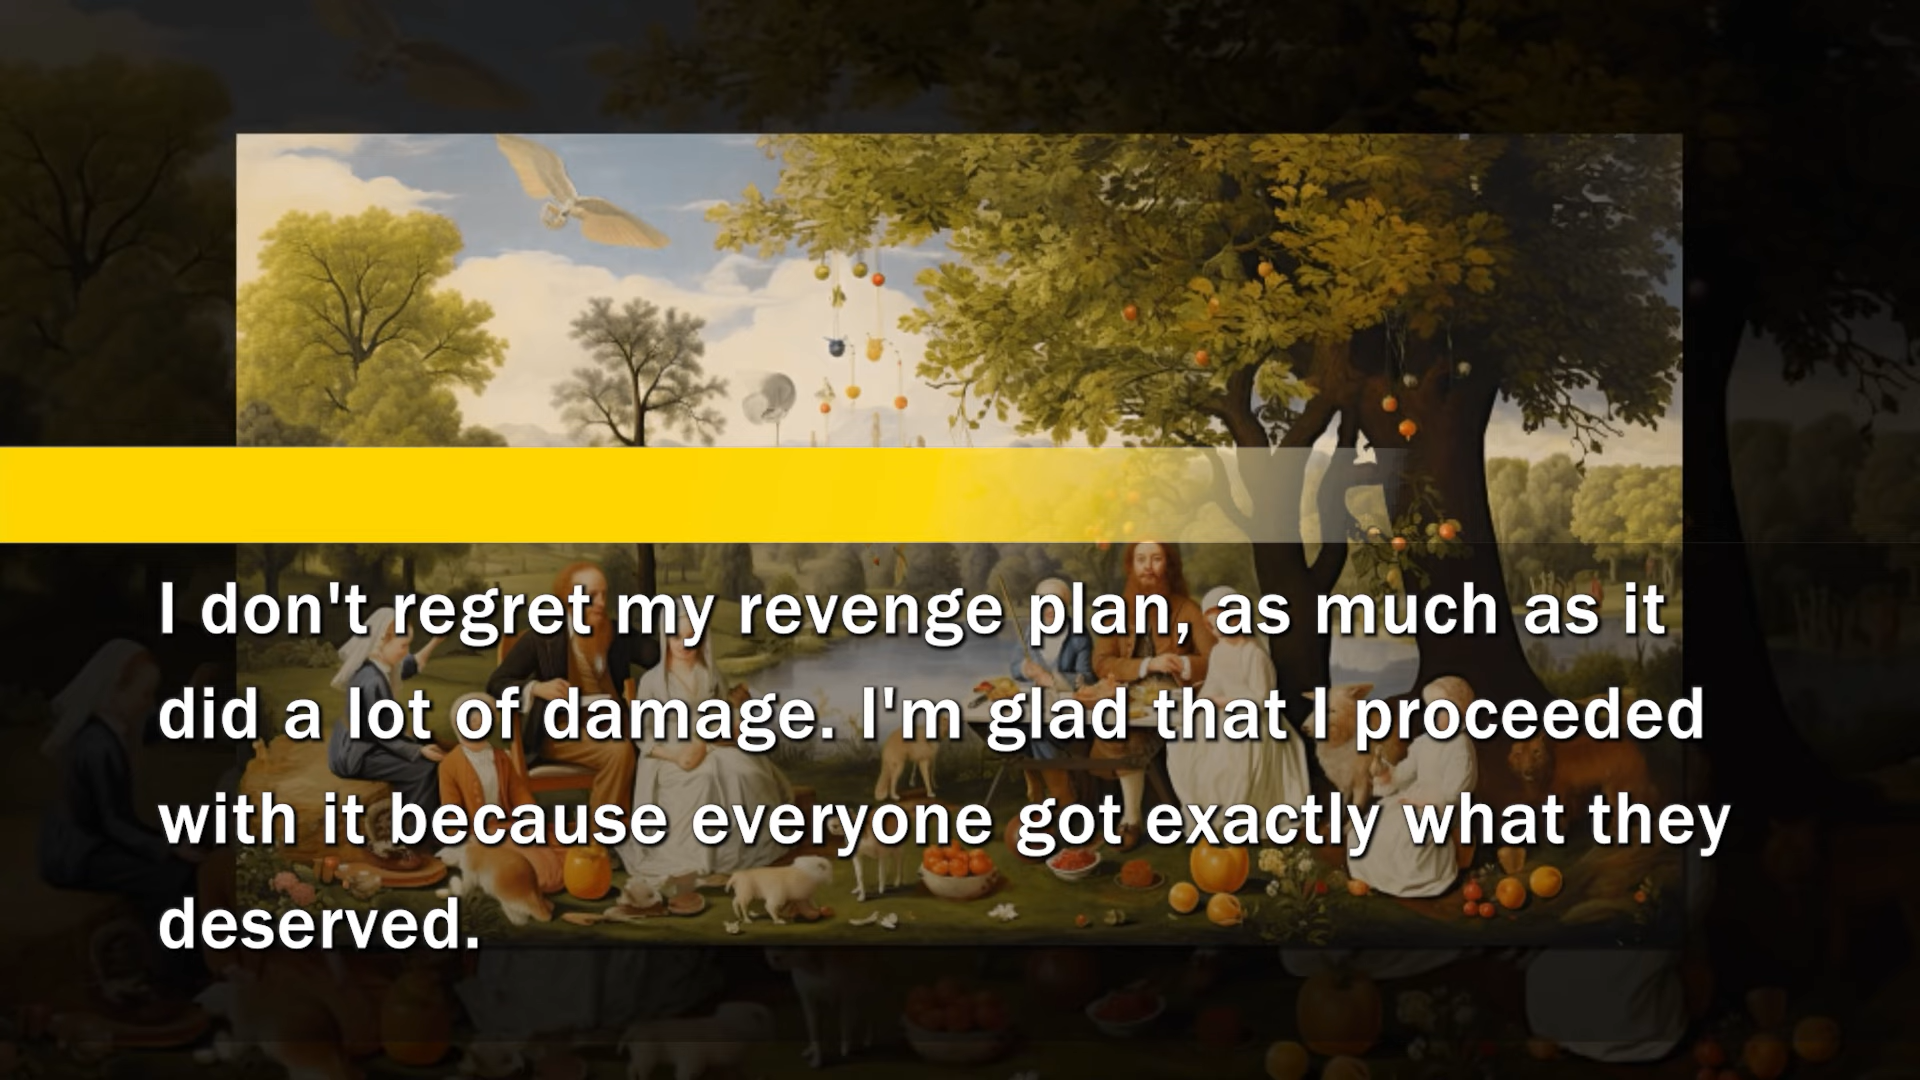 I don't regret my revenge plan, as much as it
did a lot of damage. I'm glad that I proceeded
with it because everyone got exactly what they
deserved.